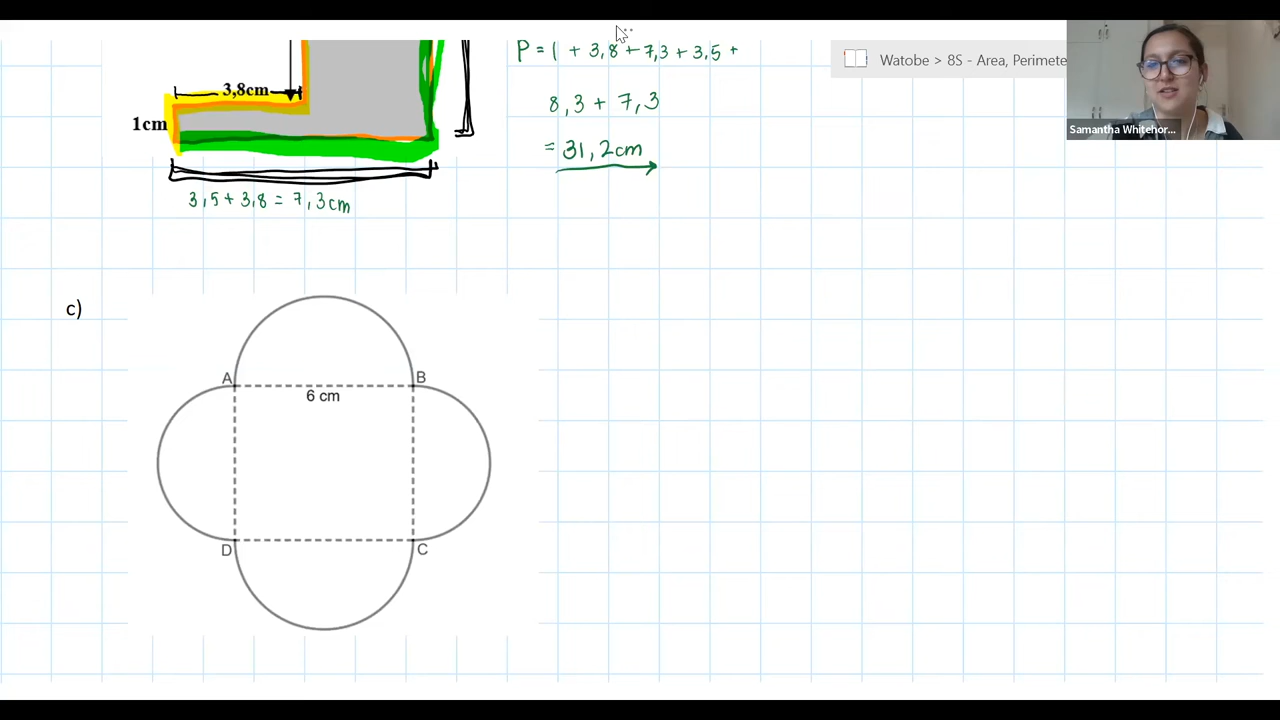 P = 1 + 3,8 + 7,3 + 3,5 +
8,3 + 7,3
= 31,2cm
3,8cm
1cm
3,5 + 3,8 = 7,3cm
Watobe > 8S - Area, Perimete
Samantha Whitehor...
c)
A
B
6 cm
D
C